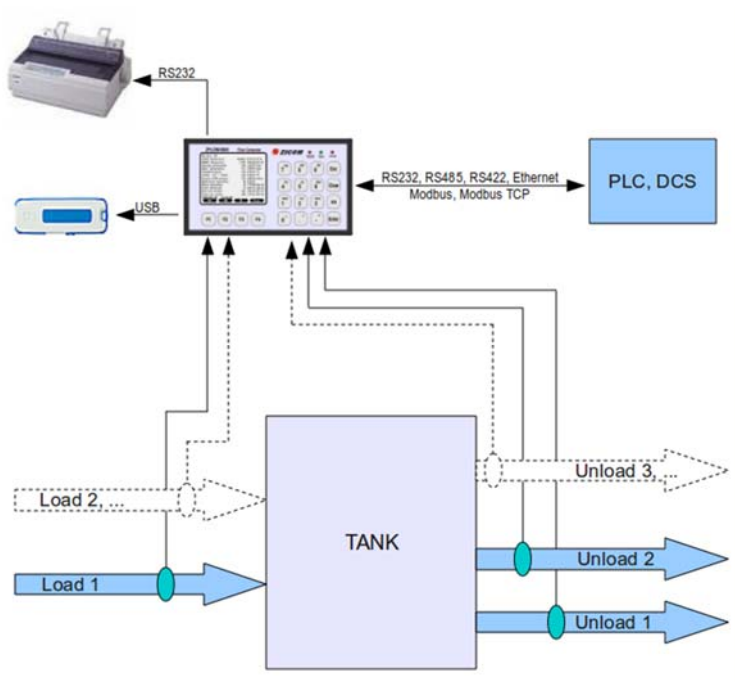 RS232
ZICOM
USB
RS232, RS485, RS422, Ethernet
Modbus, Modbus TCP
PLC, DCS
Load 2, ...
Load 1
TANK
Unload 3, ...
Unload 2
Unload 1